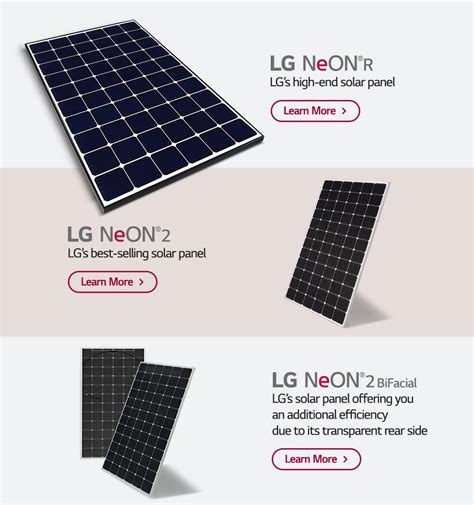 LG NeON®R
LG's high-end solar panel
Learn More >
LG NeON®2
LG's best-selling solar panel
Learn More >
LG NeON®2 BiFacial
LG's solar panel offering you
an additional efficiency
due to its transparent rear side
Learn More >